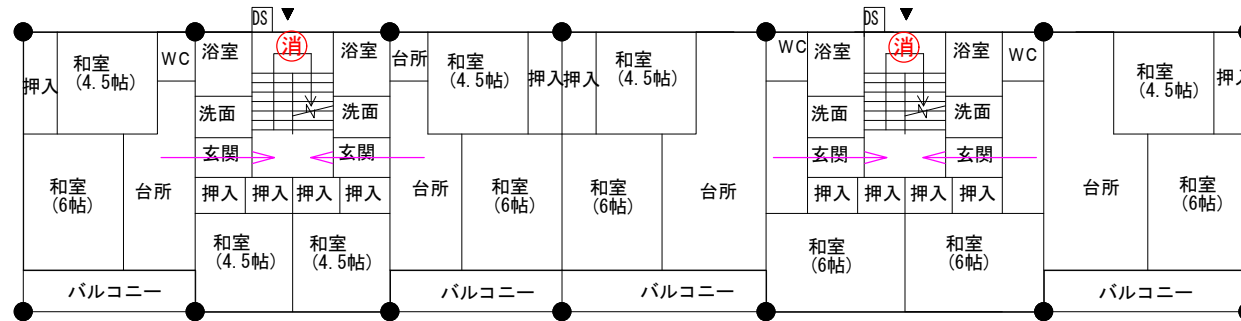 DS
DS
消
消
押入
和室
(4.5帖)
WC
浴室
浴室
台所
和室
(4.5帖)
押入
押入
和室
(4.5帖)
WC
浴室
浴室
WC
和室
(4.5帖)
押入
洗面
洗面
洗面
洗面
玄関
玄関
玄関
玄関
和室
(6帖)
台所
押入
押入
押入
押入
台所
和室
(6帖)
和室
(6帖)
台所
押入
押入
押入
押入
台所
和室
(6帖)
和室
(4.5帖)
和室
(4.5帖)
和室
(6帖)
和室
(6帖)
バルコニー
バルコニー
バルコニー
バルコニー